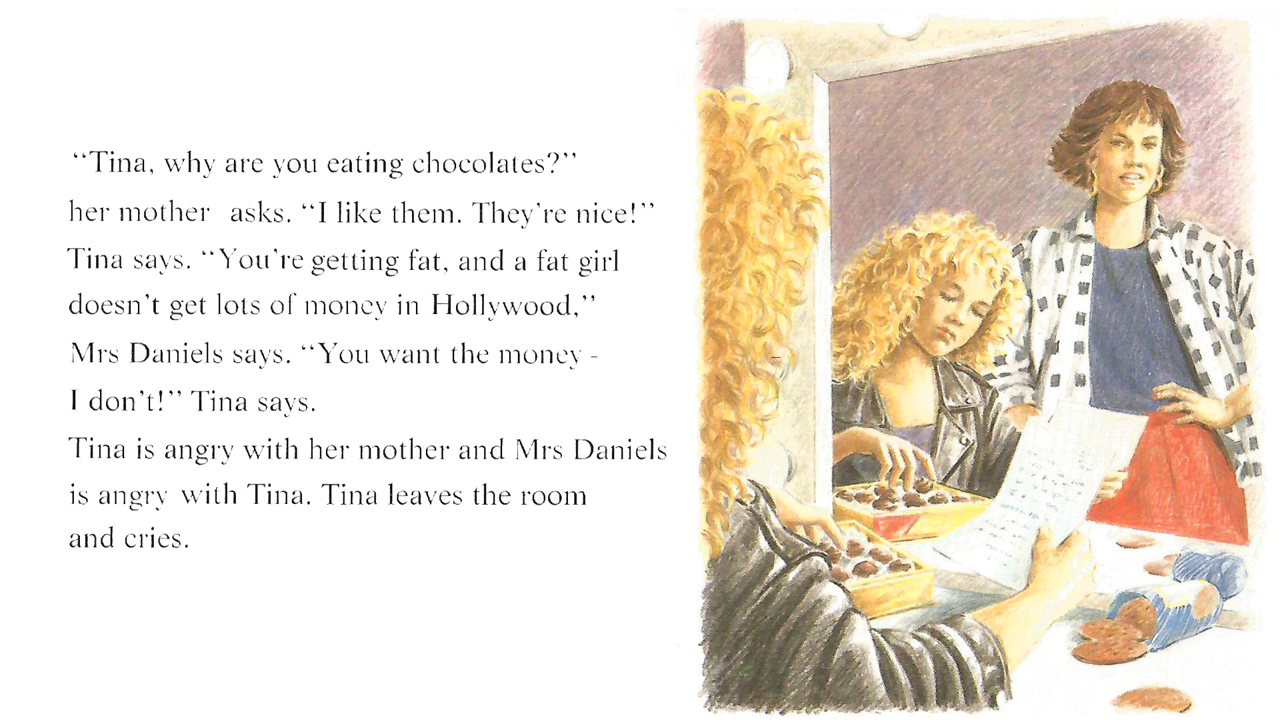 “Tina, why are you eating chocolates?”
her mother asks. “I like them. They’re nice!”
Tina says. “You’re getting fat, and a fat girl
doesn’t get lots of money in Hollywood,”
Mrs Daniels says. “You want the money -
I don’t!” Tina says.
Tina is angry with her mother and Mrs Daniels
is angry with Tina. Tina leaves the room
and cries.